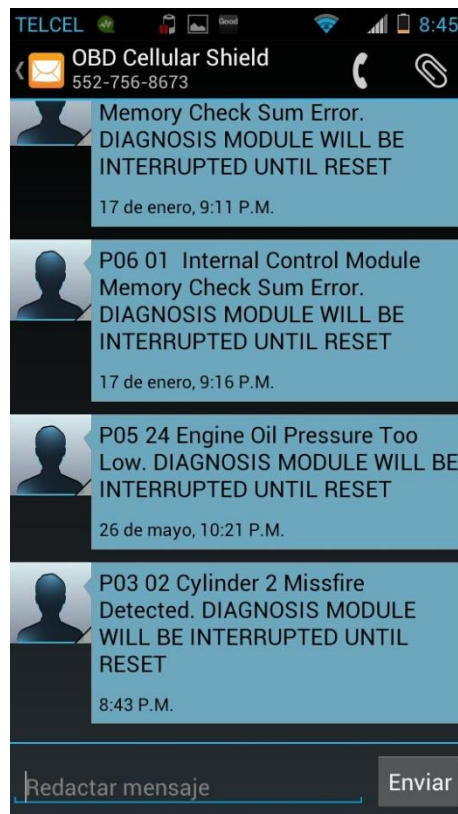 TELCEL Good 8:45
OBD Cellular Shield
552-756-8673
Memory Check Sum Error.
DIAGNOSIS MODULE WILL BE
INTERRUPTED UNTIL RESET
17 de enero, 9:11 P.M.
P06 01 Internal Control Module
Memory Check Sum Error.
DIAGNOSIS MODULE WILL BE
INTERRUPTED UNTIL RESET
17 de enero, 9:16 P.M.
P05 24 Engine Oil Pressure Too
Low. DIAGNOSIS MODULE WILL BE
INTERRUPTED UNTIL RESET
26 de mayo, 10:21 P.M.
P03 02 Cylinder 2 Missfire
Detected. DIAGNOSIS MODULE
WILL BE INTERRUPTED UNTIL
RESET
8:43 P.M.
Redactar mensaje Enviar